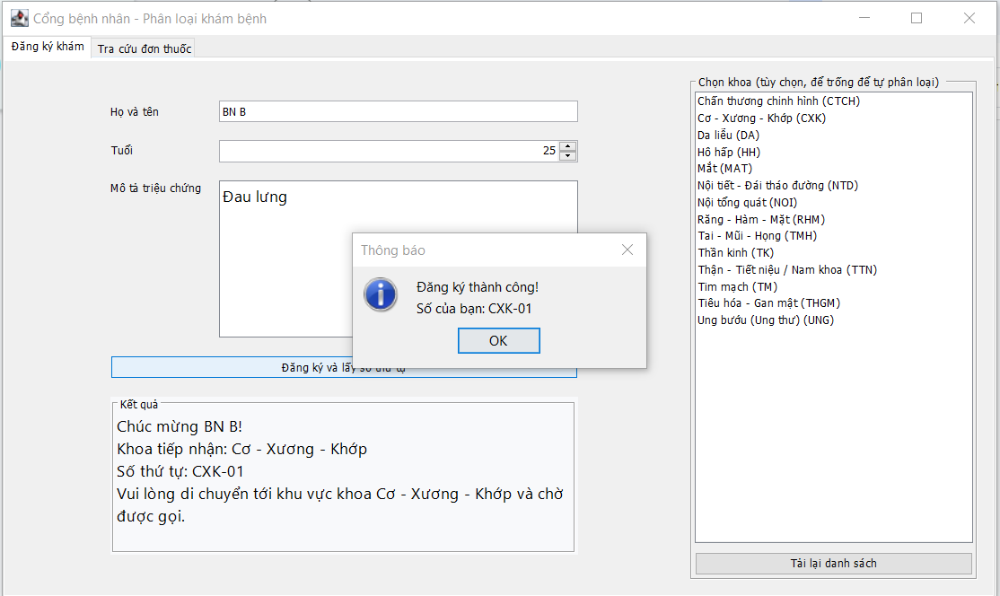 Cổng bệnh nhân - Phân loại khám bệnh
Đăng ký khám
Tra cứu đơn thuốc
Họ và tên
BN B
Tuổi
25
Mô tả triệu chứng
Đau lưng
Đăng ký và lấy số thứ tự
Kết quả
Chúc mừng BN B!
Khoa tiếp nhận: Cơ - Xương - Khớp
Số thứ tự: CXK-01
Vui lòng di chuyển tới khu vực khoa Cơ - Xương - Khớp và chờ
được gọi.
Thông báo
Đăng ký thành công!
Số của bạn: CXK-01
OK
Chọn khoa (tùy chọn, để trống để tự phân loại)
Chấn thương chinh hình (CTCH)
Cơ - Xương - Khớp (CXK)
Da liễu (DA)
Hô hấp (HH)
Mắt (MAT)
Nội tiết - Đái tháo đường (NTD)
Nội tổng quát (NOI)
Răng - Hàm - Mặt (RHM)
Tai - Mũi - Họng (TMH)
Thần kinh (TK)
Thận - Tiết niệu / Nam khoa (TTN)
Tim mạch (TM)
Tiêu hóa - Gan mật (THGM)
Ung bướu (Ung thư) (UNG)
Tải lại danh sách